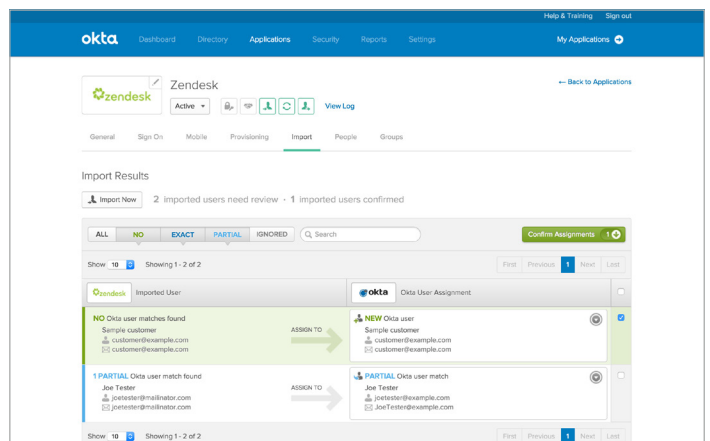 Help & Training Sign out
okta Dashboard Directory Applications Security Reports Settings My Applications
zendesk Zendesk ← Back to Applications
Active View Log
General Sign On Mobile Provisioning Import People Groups
Import Results
Import Now 2 imported users need review · 1 imported users confirmed
ALL NO EXACT PARTIAL IGNORED Search Confirm Assignments 1
Show 10 Showing 1 - 2 of 2 First Previous 1 Next Last
zendesk Imported User okta Okta User Assignment
NO Okta user matches found NEW Okta user
Sample customer ASSIGN TO Sample customer
customer@example.com customer@example.com
customer@example.com customer@example.com
1 PARTIAL Okta user match found PARTIAL Okta user match
Joe Tester ASSIGN TO Joe Tester
joetester@mailinator.com joetester@example.com
joetester@mailinator.com JoeTester@example.com
Show 10 Showing 1 - 2 of 2 First Previous 1 Next Last